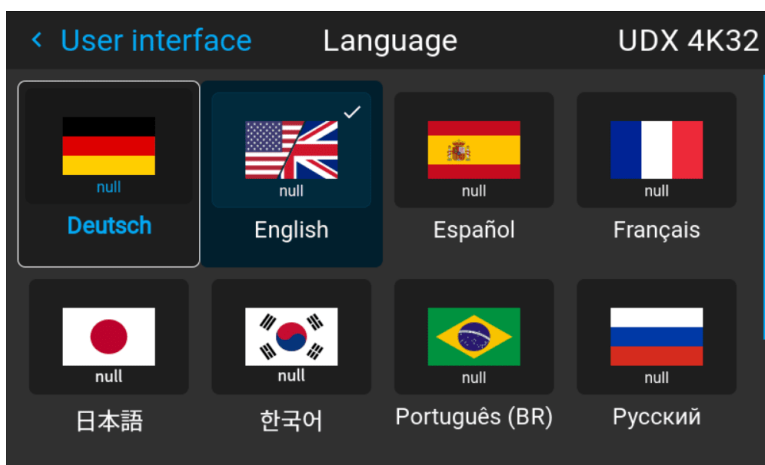 < User interface Language UDX 4K32
null null null null
Deutsch English Español Français
null null null null
日本語 한국어 Português (BR) Русский